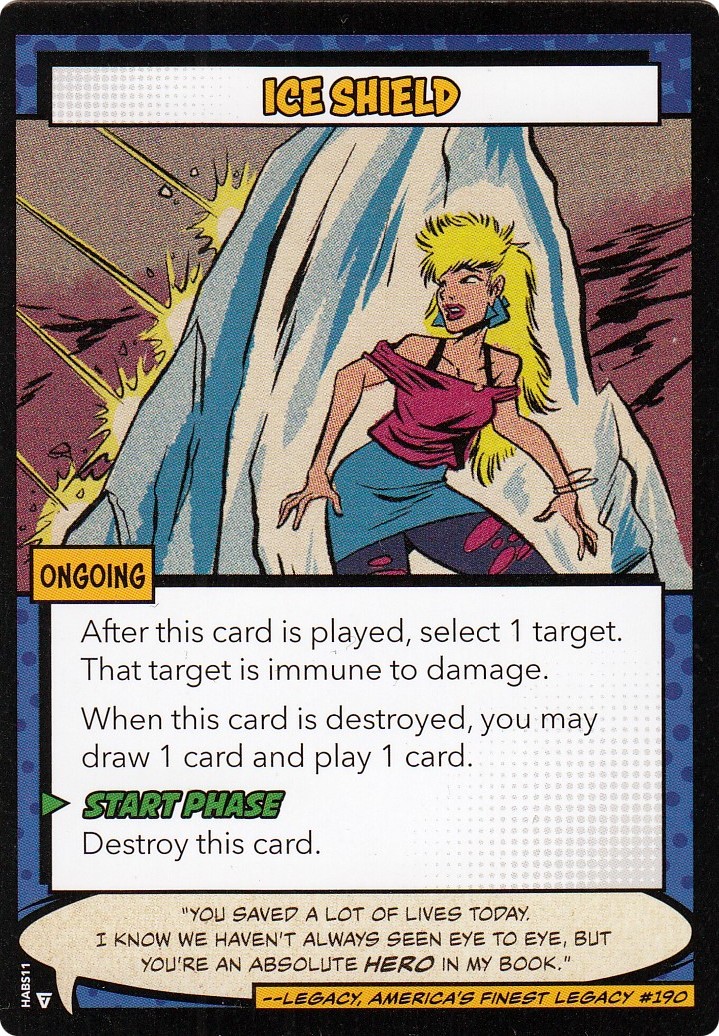 ICE SHIELD
ONGOING
After this card is played, select 1 target.
That target is immune to damage.
When this card is destroyed, you may
draw 1 card and play 1 card.
START PHASE
Destroy this card.
"YOU SAVED A LOT OF LIVES TODAY.
I KNOW WE HAVEN'T ALWAYS SEEN EYE TO EYE, BUT
YOU'RE AN ABSOLUTE HERO IN MY BOOK."
--LEGACY, AMERICA'S FINEST LEGACY #190
HABS11